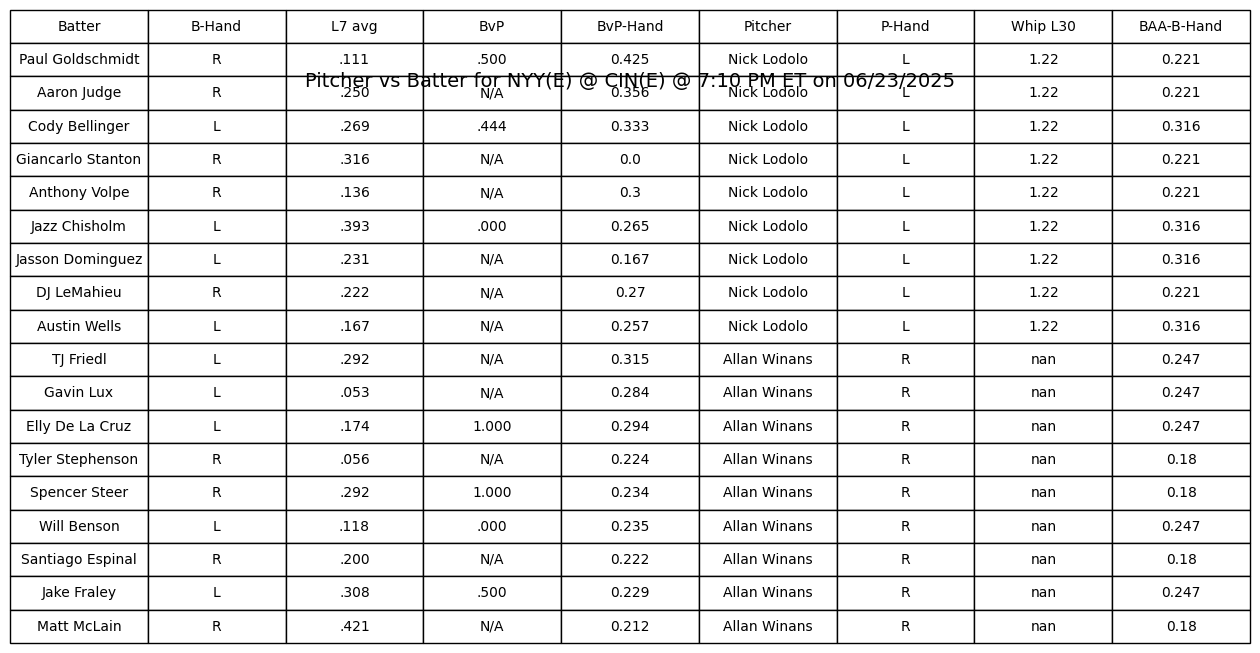 Batter B-Hand L7 avg BvP BvP-Hand Pitcher P-Hand Whip L30 BAA-B-Hand
Paul Goldschmidt R .111 .500 0.425 Nick Lodolo L 1.22 0.221
Pitcher vs Batter for NYY(E) @ CIN(E) @ 7:10 PM ET on 06/23/2025
Aaron Judge R .250 N/A 0.356 Nick Lodolo L 1.22 0.221
Cody Bellinger L .269 .444 0.333 Nick Lodolo L 1.22 0.316
Giancarlo Stanton R .316 N/A 0.0 Nick Lodolo L 1.22 0.221
Anthony Volpe R .136 N/A 0.3 Nick Lodolo L 1.22 0.221
Jazz Chisholm L .393 .000 0.265 Nick Lodolo L 1.22 0.316
Jasson Dominguez L .231 N/A 0.167 Nick Lodolo L 1.22 0.316
DJ LeMahieu R .222 N/A 0.27 Nick Lodolo L 1.22 0.221
Austin Wells L .167 N/A 0.257 Nick Lodolo L 1.22 0.316
TJ Friedl L .292 N/A 0.315 Allan Winans R nan 0.247
Gavin Lux L .053 N/A 0.284 Allan Winans R nan 0.247
Elly De La Cruz L .174 1.000 0.294 Allan Winans R nan 0.247
Tyler Stephenson R .056 N/A 0.224 Allan Winans R nan 0.18
Spencer Steer R .292 1.000 0.234 Allan Winans R nan 0.18
Will Benson L .118 .000 0.235 Allan Winans R nan 0.247
Santiago Espinal R .200 N/A 0.222 Allan Winans R nan 0.18
Jake Fraley L .308 .500 0.229 Allan Winans R nan 0.247
Matt McLain R .421 N/A 0.212 Allan Winans R nan 0.18